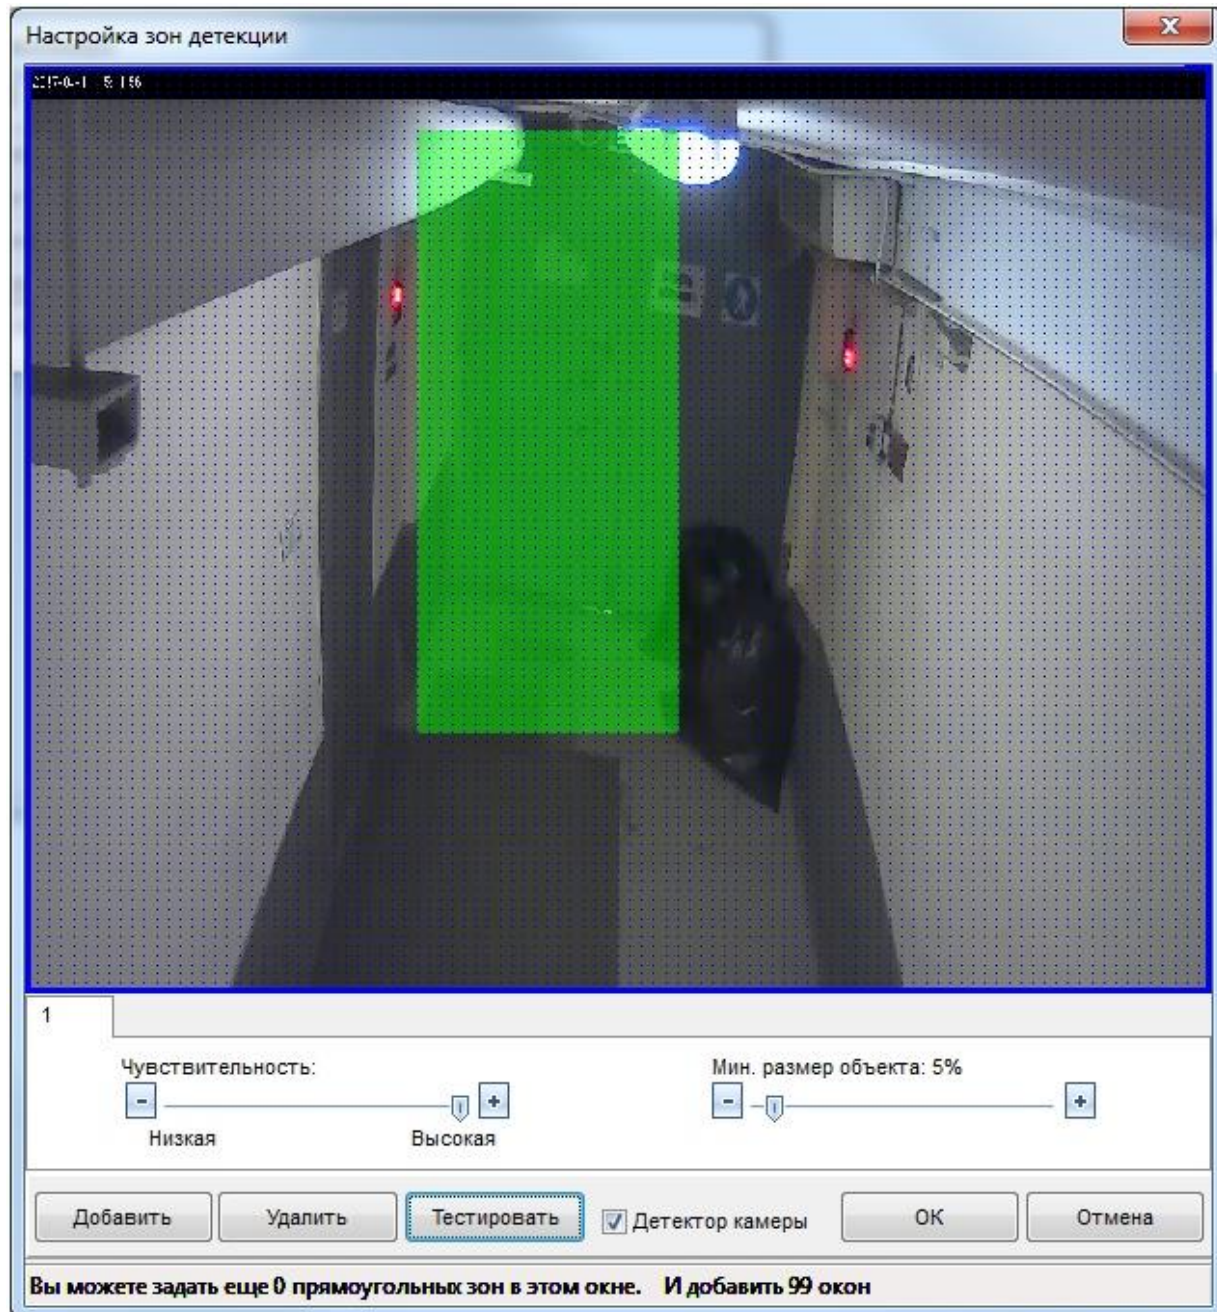 Настройка зон детекции
1
Чувствительность:
Мин. размер объекта: 5%
Низкая Высокая
Добавить Удалить Тестировать Детектор камеры ОК Отмена
Вы можете задать еще 0 прямоугольных зон в этом окне. И добавить 99 окон